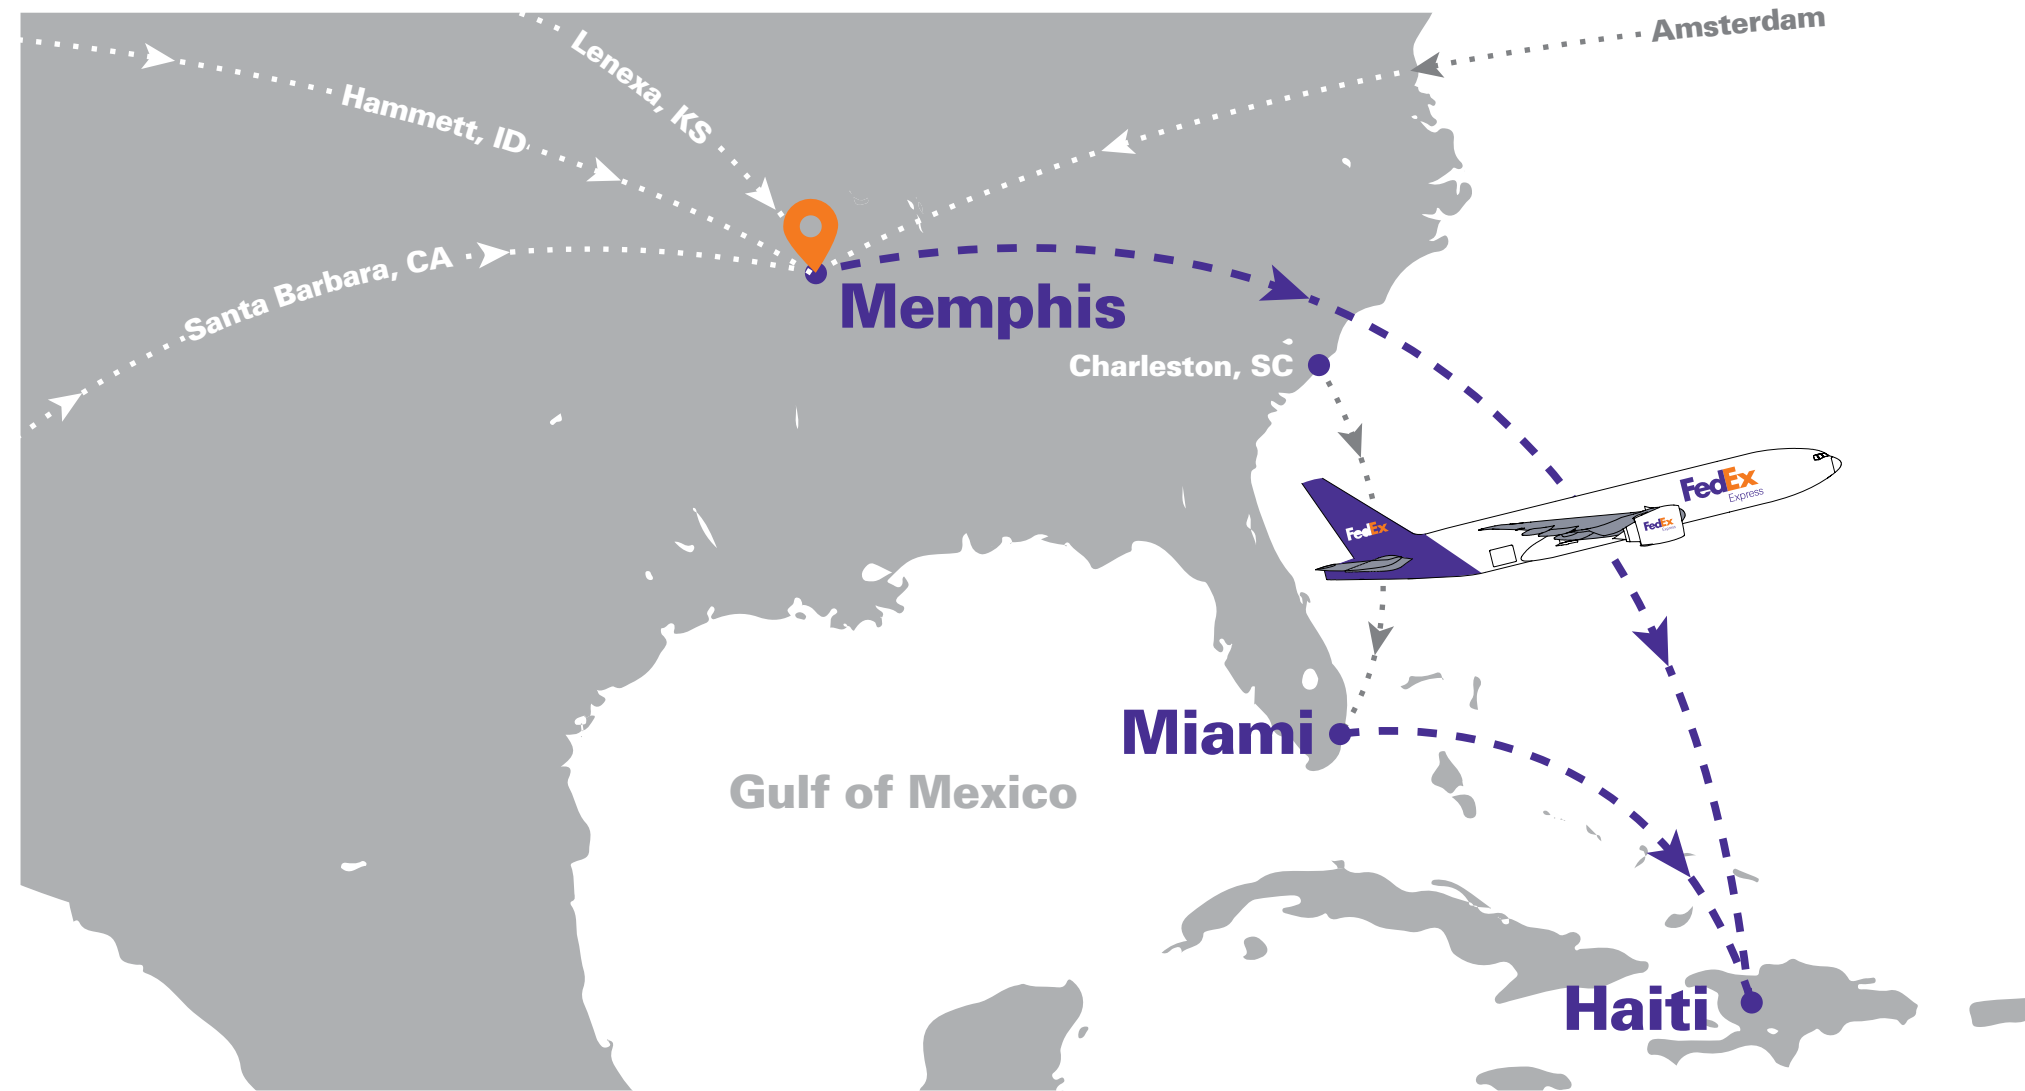 Amsterdam
Lenexa, KS
Hammett, ID
Santa Barbara, CA
Memphis
Charleston, SC
FedEx
Express
FedEx
Express
FedEx
Miami
Gulf of Mexico
Haiti